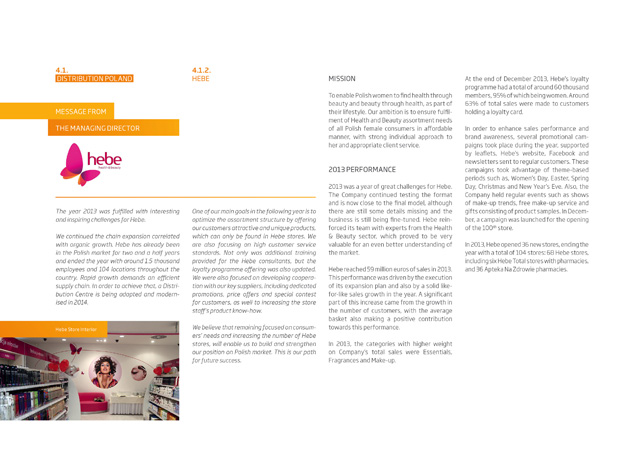 4.1.
DISTRIBUTION POLAND
4.1.2.
HEBE
MESSAGE FROM
THE MANAGING DIRECTOR
hebe
The year 2013 was fulfilled with interesting
and inspiring challenges for Hebe.
We continued the chain expansion correlated
with organic growth. Hebe has already been
in the Polish market for two and a half years
and ended the year with around 1.5 thousand
employees and 104 locations throughout the
country. Rapid growth demands an efficient
supply chain. In order to achieve that, a Distri-
bution Centre is being adapted and modern-
ised in 2014.
Hebe Store Interior
One of our main goals in the following year is to
optimize the assortment structure by offering
our customers attractive and unique products,
which can only be found in Hebe stores. We
are also focusing on high customer service
standards. Not only was additional training
provided for the Hebe consultants, but the
loyalty programme offering was also updated.
We were also focused on developing coopera-
tion with our key suppliers, including dedicated
promotions, price offers and special contest
for customers, as well to increasing the store
staff's product know-how.
We believe that remaining focused on consum-
ers' needs and increasing the number of Hebe
stores, will enable us to build and strengthen
our position on Polish market. This is our path
for future success.
MISSION
To enable Polish women to find health through
beauty and beauty through health, as part of
their lifestyle. Our ambition is to ensure fulfil-
ment of Health and Beauty assortment needs
of all Polish female consumers in affordable
manner, with strong individual approach to
her and appropriate client service.
2013 PERFORMANCE
2013 was a year of great challenges for Hebe.
The Company continued testing the format
and is now close to the final model, although
there are still some details missing and the
business is still being fine-tuned. Hebe rein-
forced its team with experts from the Health
& Beauty sector, which proved to be very
valuable for an even better understanding of
the market.
Hebe reached 59 million euros of sales in 2013.
This performance was driven by the execution
of its expansion plan and also by a solid like-
for-like sales growth in the year. A significant
part of this increase came from the growth in
the number of customers, with the average
basket also making a positive contribution
towards this performance.
In 2013, the categories with higher weight
on Company's total sales were Essentials,
Fragrances and Make-up.
At the end of December 2013, Hebe's loyalty
programme had a total of around 60 thousand
members, 95% of which being women. Around
63% of total sales were made to customers
holding a loyalty card.
In order to enhance sales performance and
brand awareness, several promotional cam-
paigns took place during the year, supported
by leaflets, Hebe's website, Facebook and
newsletters sent to regular customers. These
campaigns took advantage of theme-based
periods such as, Women's Day, Easter, Spring
Day, Christmas and New Year's Eve. Also, the
Company held regular events such as shows
of make-up trends, free make-up service and
gifts consisting of product samples. In Decem-
ber, a campaign was launched for the opening
of the 100th store.
In 2013, Hebe opened 36 new stores, ending the
year with a total of 104 stores: 68 Hebe stores,
including six Hebe Total stores with pharmacies,
and 36 Apteka Na Zdrowie pharmacies.